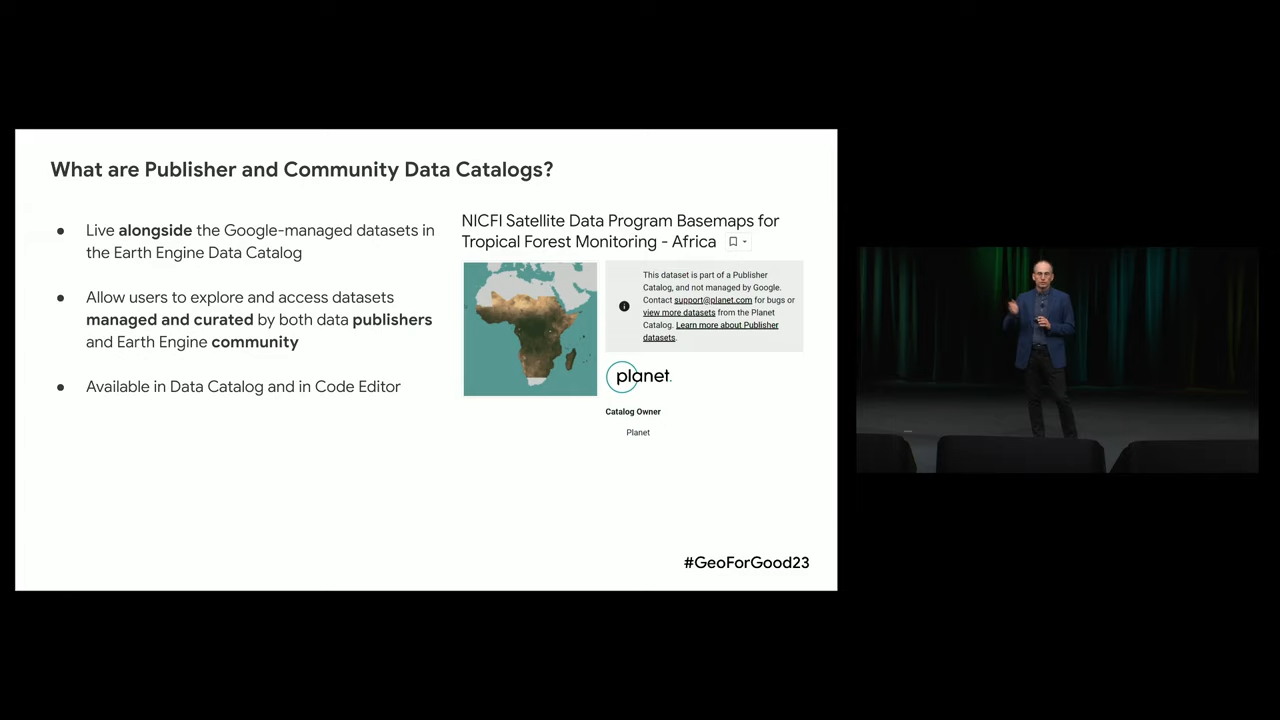 What are Publisher and Community Data Catalogs?
● Live alongside the Google-managed datasets in
the Earth Engine Data Catalog
● Allow users to explore and access datasets
managed and curated by both data publishers
and Earth Engine community
● Available in Data Catalog and in Code Editor
NICFI Satellite Data Program Basemaps for
Tropical Forest Monitoring - Africa
This dataset is part of a Publisher
Catalog, and not managed by Google.
Contact support@planet.com for bugs or
view more datasets from the Planet
Catalog. Learn more about Publisher
datasets.
planet.
Catalog Owner
Planet
#GeoForGood23